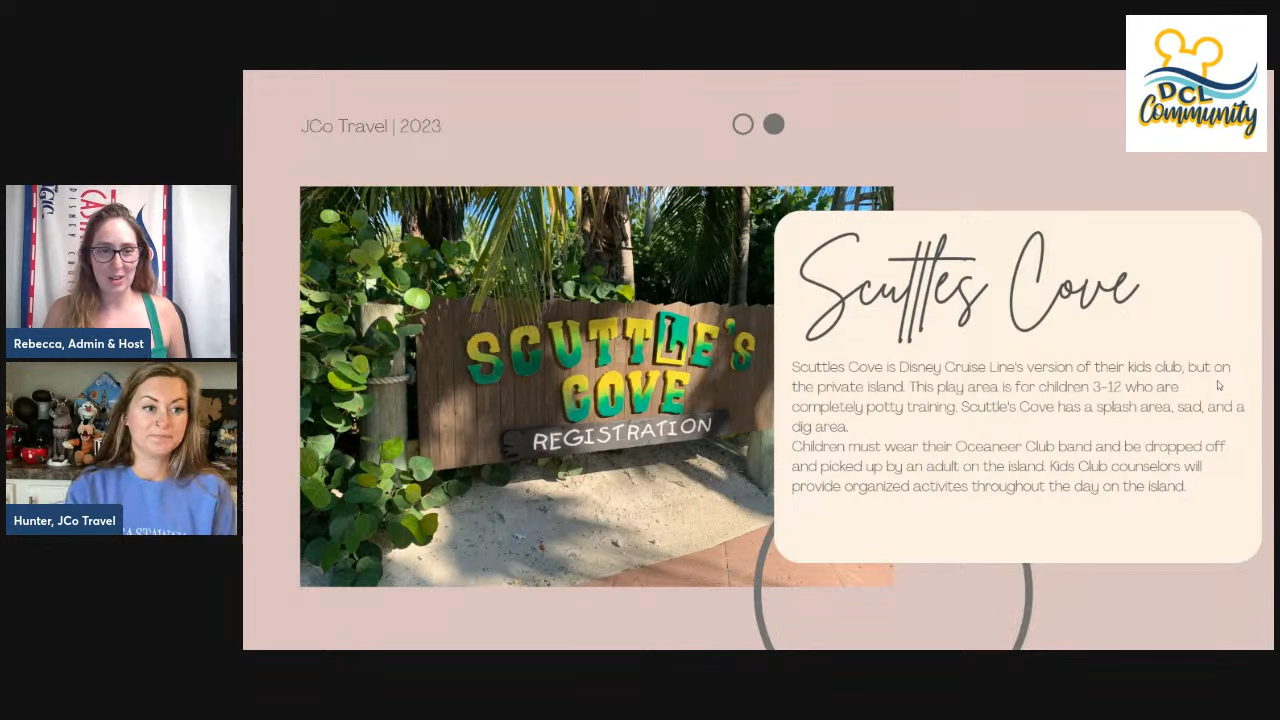 DCL
Community
JCo Travel | 2023
SCUTTLE'S
COVE
REGISTRATION
Scuttles Cove
Scuttles Cove is Disney Cruise Line's version of their kids club, but on
the private island. This play area is for children 3-12 who are
completely potty training. Scuttle's Cove has a splash area, sad, and a
dig area.
Children must wear their Oceaneer Club band and be dropped off
and picked up by an adult on the island. Kids Club counselors will
provide organized activites throughout the day on the island.
Rebecca, Admin & Host
Hunter, JCo Travel